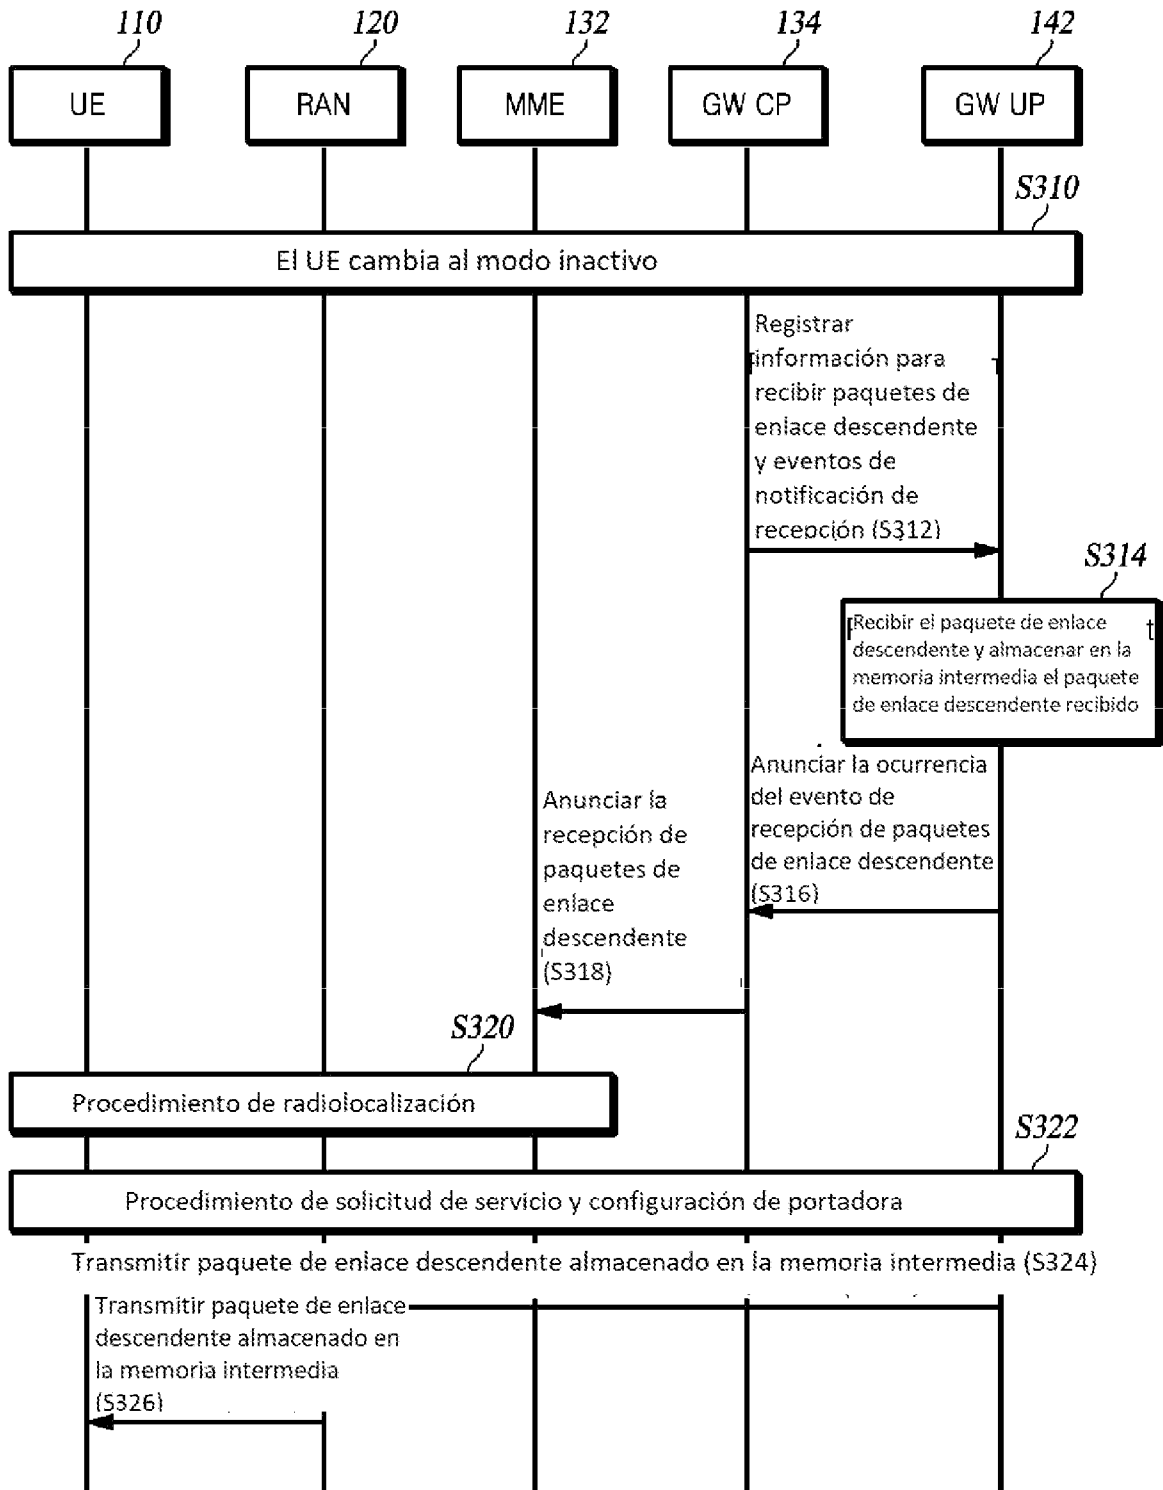 110
120
132
134
142
UE
RAN
MME
GW CP
GW UP
S310
El UE cambia al modo inactivo
Registrar
información para
recibir paquetes de
enlace descendente
y eventos de
notificación de
recepción (S312)
S314
Recibir el paquete de enlace
descendente y almacenar en la
memoria intermedia el paquete
de enlace descendente recibido
Anunciar la ocurrencia
del evento de
recepción de paquetes
de enlace descendente
(S316)
Anunciar la
recepción de
paquetes de
enlace
descendente
(S318)
S320
Procedimiento de radiolocalización
S322
Procedimiento de solicitud de servicio y configuración de portadora
Transmitir paquete de enlace descendente almacenado en la memoria intermedia (S324)
Transmitir paquete de enlace
descendente almacenado en
la memoria intermedia
(S326)